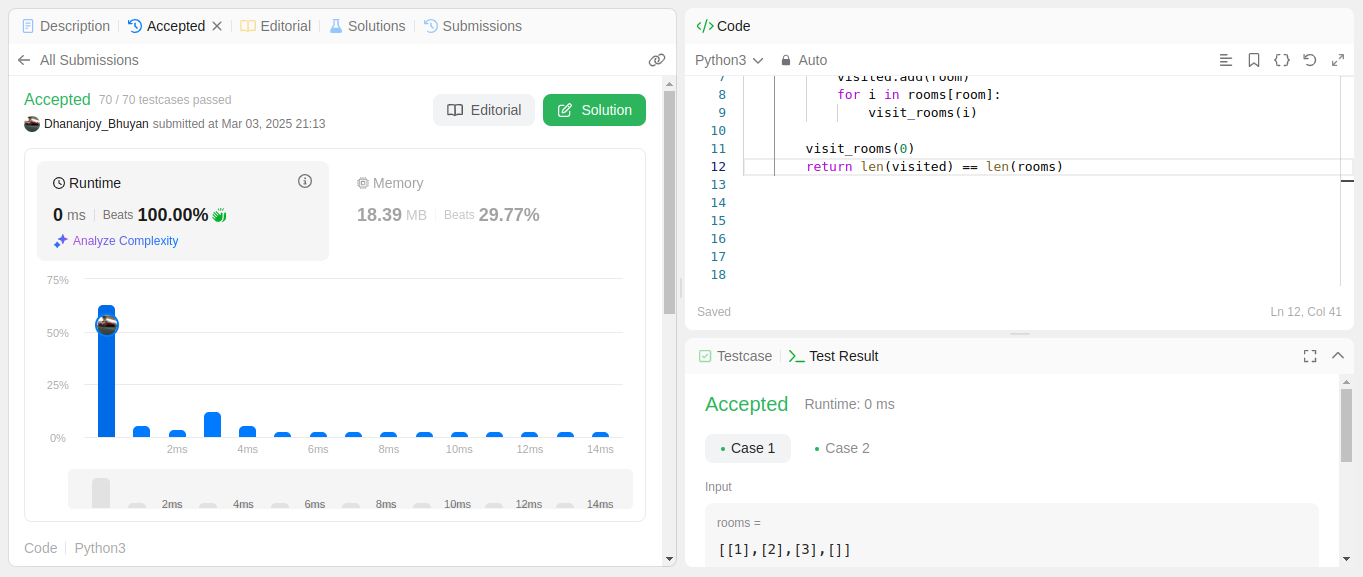 Description Accepted Editorial Solutions Submissions
All Submissions
Accepted 70 / 70 testcases passed
Dhananjoy_Bhuyan submitted at Mar 03, 2025 21:13
Editorial Solution
Runtime
0 ms Beats 100.00%
Analyze Complexity
Memory
18.39 MB Beats 29.77%
75%
50%
25%
0%
2ms 4ms 6ms 8ms 10ms 12ms 14ms
2ms 4ms 6ms 8ms 10ms 12ms 14ms
Code Python3
</> Code
Python3 Auto
7 visited.add(room)
8 for i in rooms[room]:
9 visit_rooms(i)
10
11 visit_rooms(0)
12 return len(visited) == len(rooms)
13
14
15
16
17
18
Saved Ln 12, Col 41
Testcase Test Result
Accepted Runtime: 0 ms
Case 1 Case 2
Input
rooms =
[[1],[2],[3],[]]